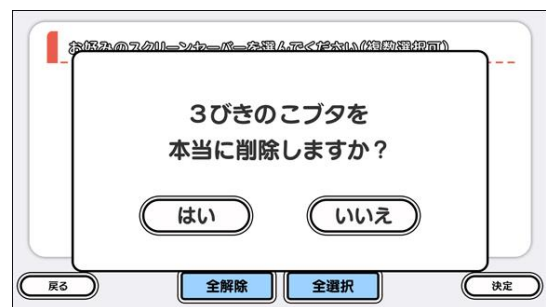 お好みのスクリーンセーバーを選んでください(複数選択可)
3びきのこブタを
本当に削除しますか？
はい
いいえ
戻る
全解除
全選択
決定